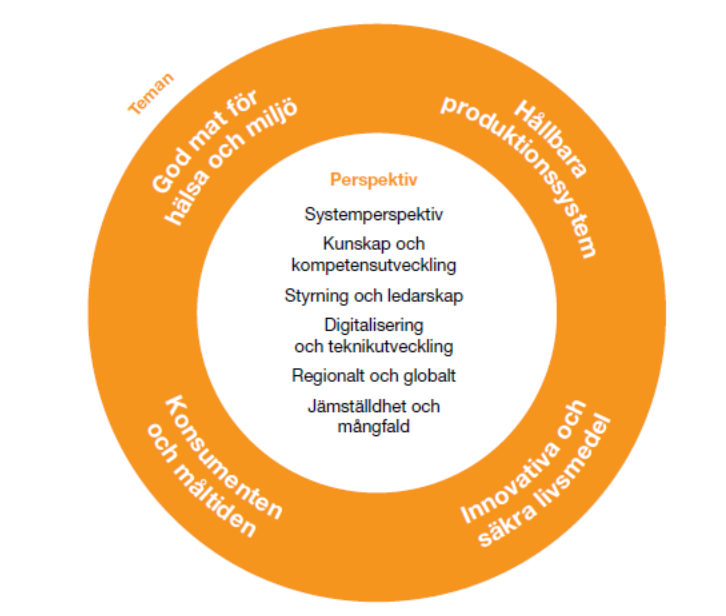 Teman
God mat för
hälsa och miljö
Hållbara
produktionssystem
Perspektiv
Systemperspektiv
Kunskap och
kompetensutveckling
Styrning och ledarskap
Digitalisering
och teknikutveckling
Regionalt och globalt
Jämställdhet och
mångfald
Konsumenten
och måltiden
Innovativa och
säkra livsmedel